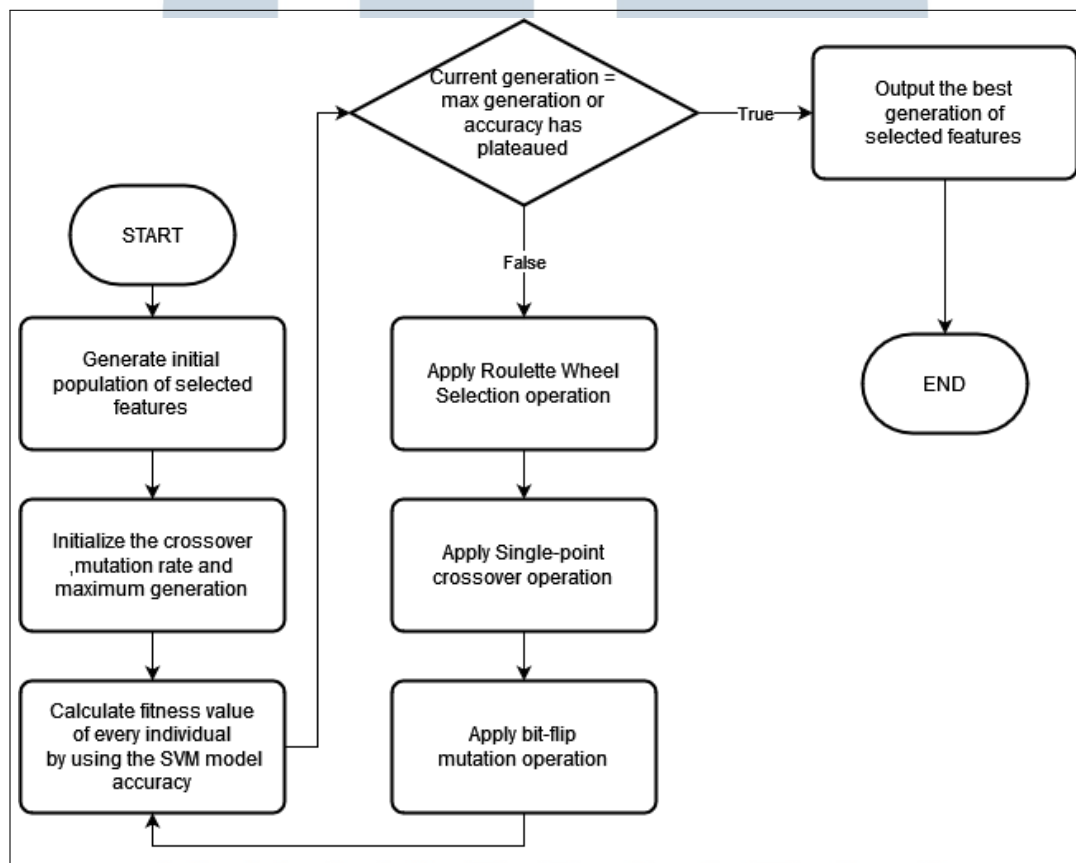 START
Generate initial
population of selected
features
Initialize the crossover
,mutation rate and
maximum generation
Calculate fitness value
of every individual
by using the SVM model
accuracy
Current generation =
max generation or
accuracy has
plateaued
True
False
Apply Roulette Wheel
Selection operation
Apply Single-point
crossover operation
Apply bit-flip
mutation operation
Output the best
generation of
selected features
END